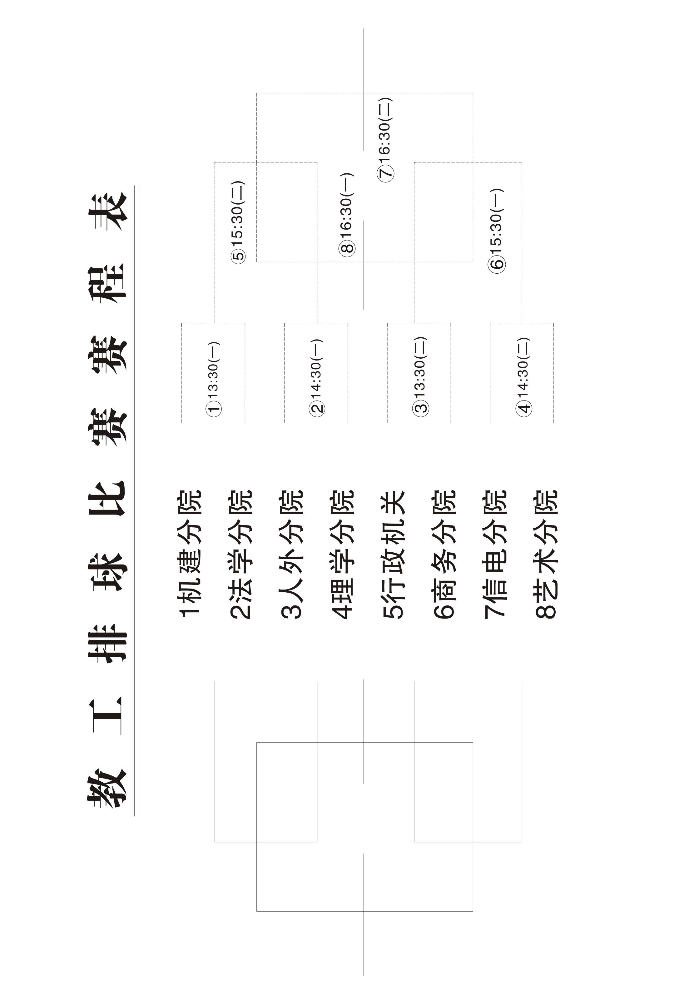 教工排球比赛赛程表
1机建分院
2法学分院
3人外分院
4理学分院
5行政机关
6商务分院
7信电分院
8艺术分院
①13:30(一)
②14:30(一)
③13:30(二)
④14:30(二)
⑤15:30(二)
⑧16:30(一)
⑦16:30(二)
⑥15:30(一)